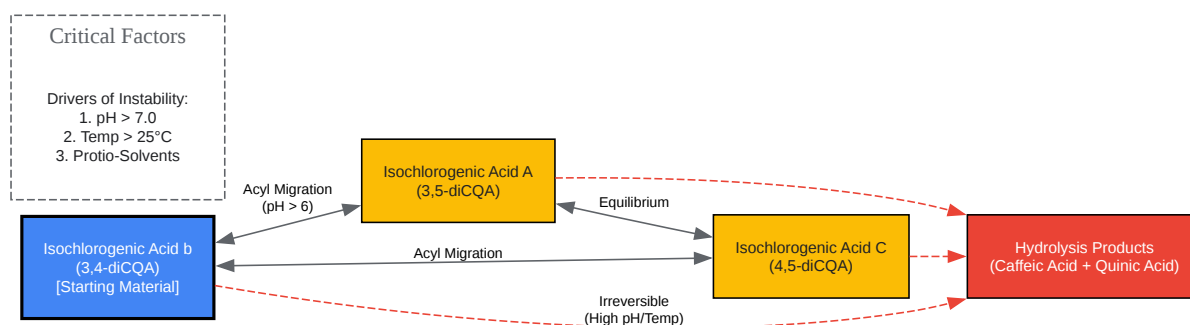 Critical Factors
Drivers of Instability:
1. pH > 7.0
2. Temp > 25°C
3. Protio-Solvents
Isochlorogenic Acid A
(3,5-diCQA)
Acyl Migration
(pH > 6)
Equilibrium
Isochlorogenic Acid b
(3,4-diCQA)
[Starting Material]
Acyl Migration
Isochlorogenic Acid C
(4,5-diCQA)
Hydrolysis Products
(Caffeic Acid + Quinic Acid)
Irreversible
(High pH/Temp)